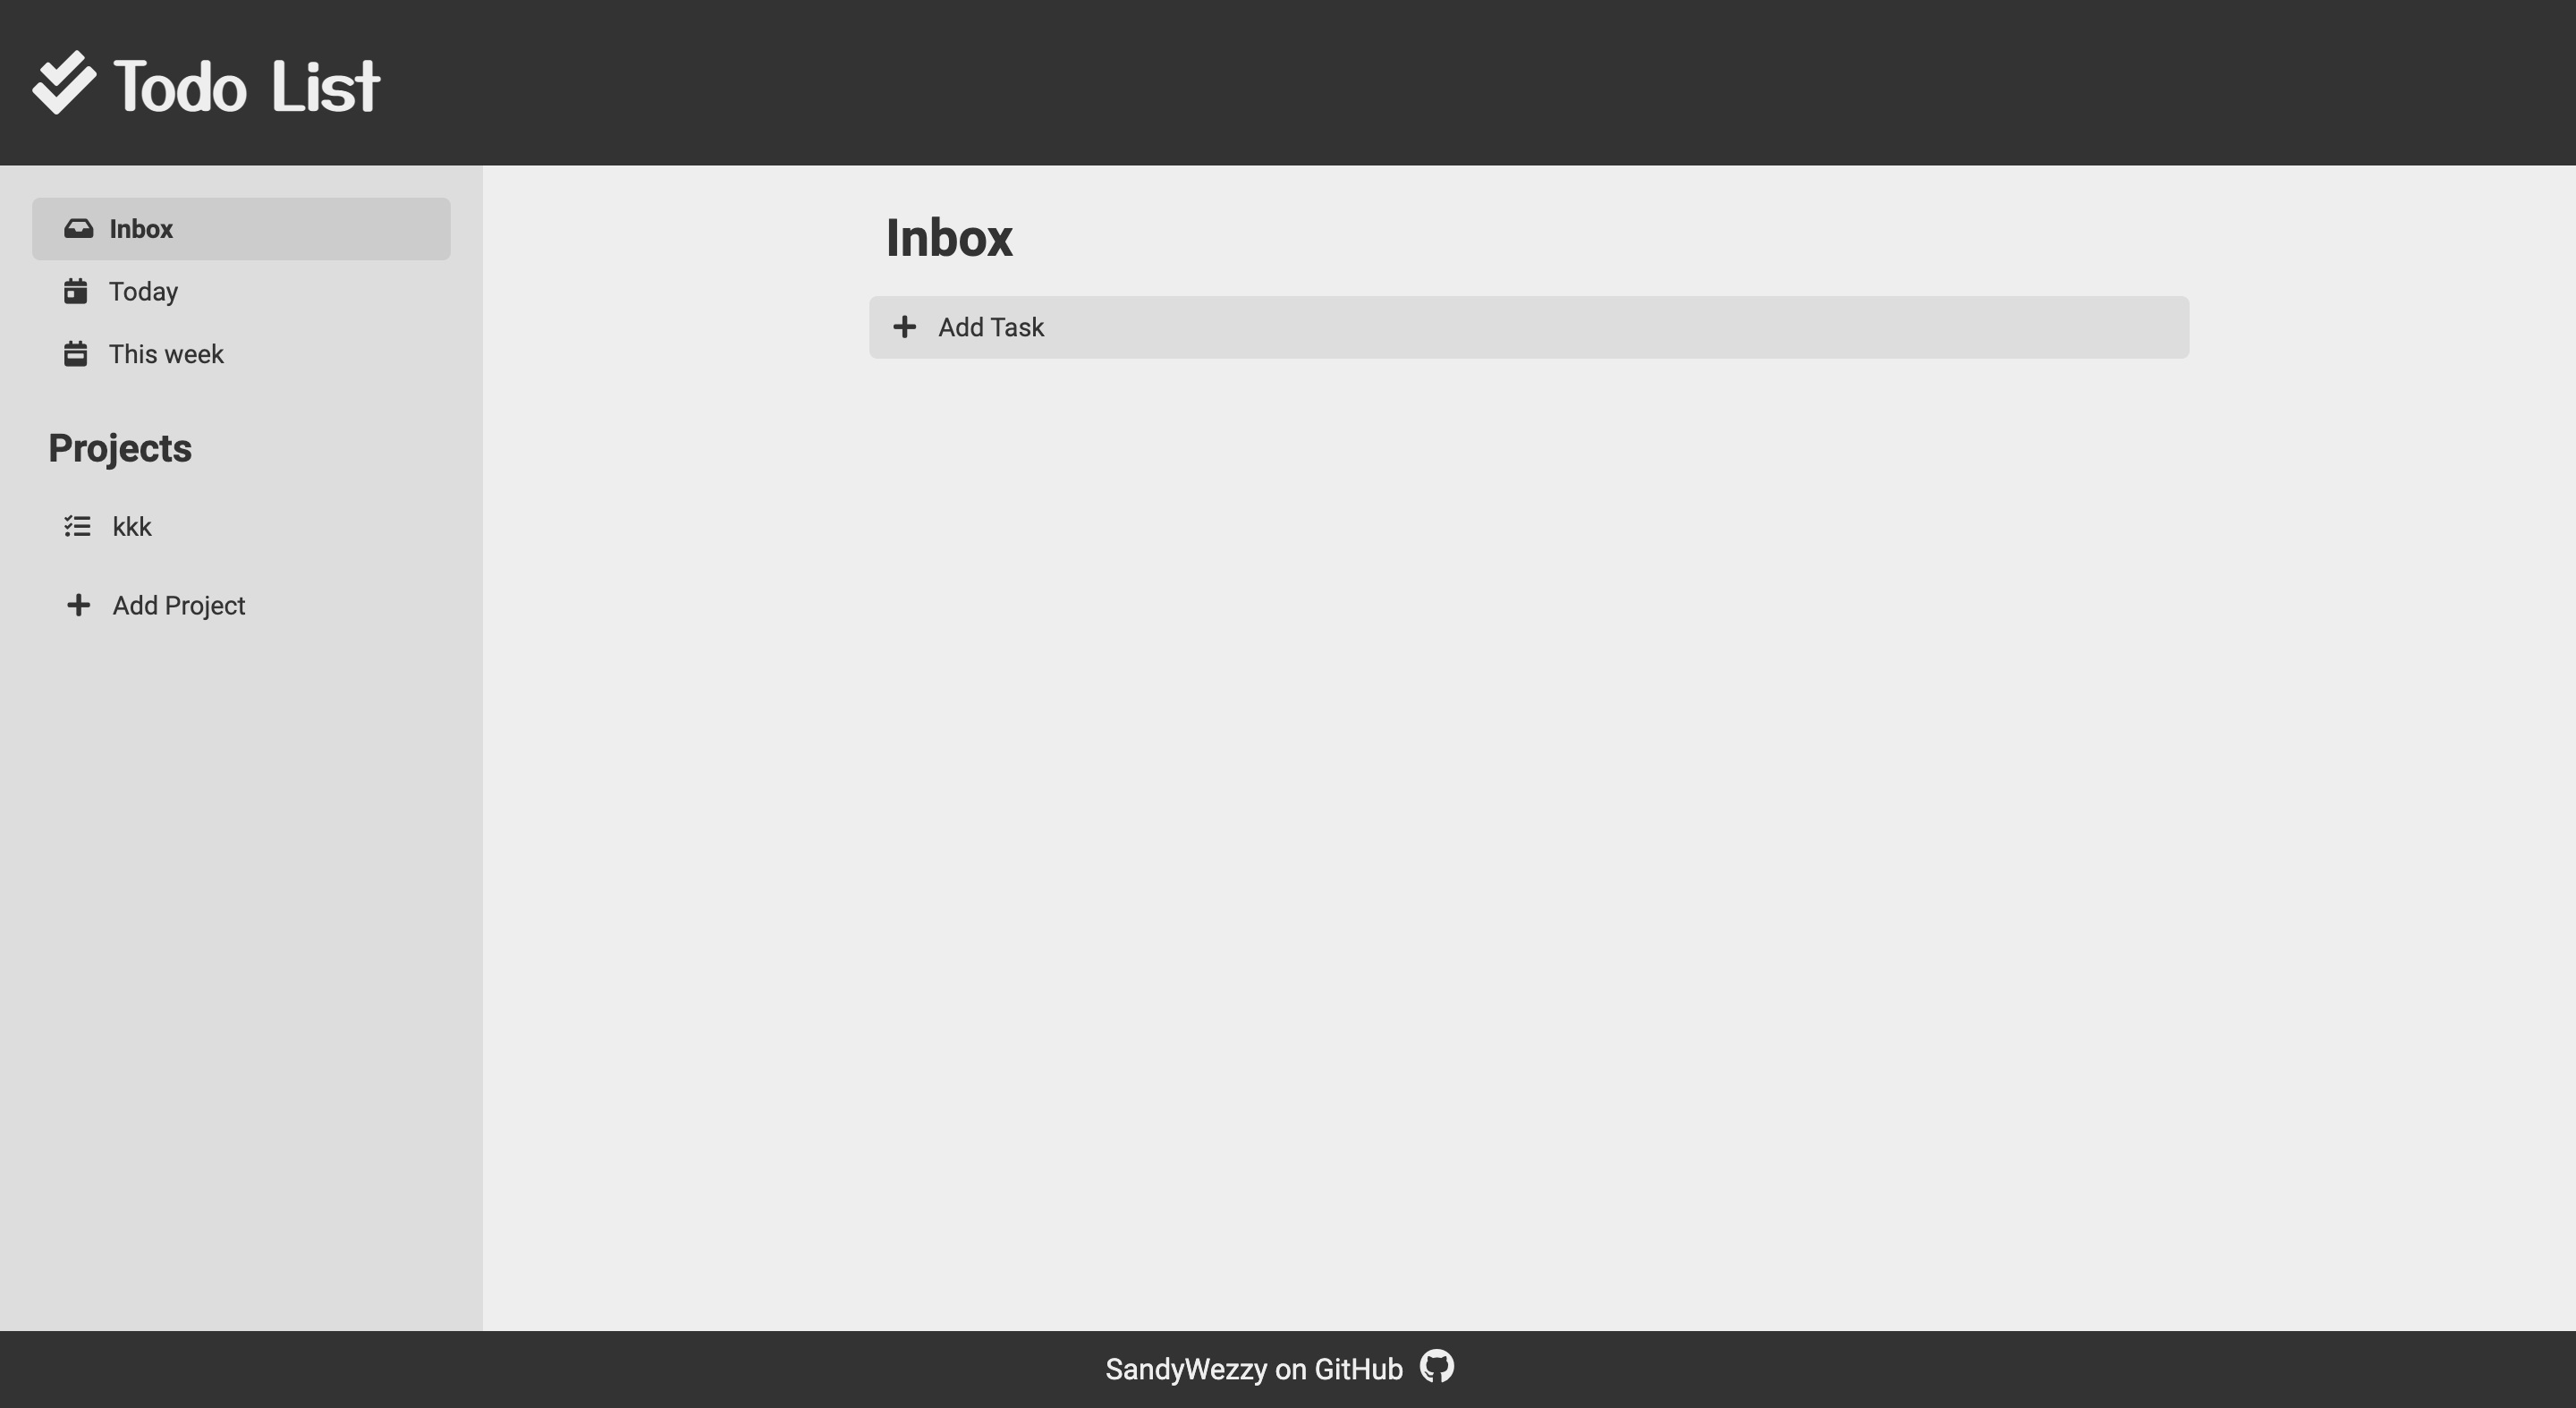 Todo List
Inbox
Today
This week
Projects
kkk
Add Project
Inbox
Add Task
SandyWezzy on GitHub